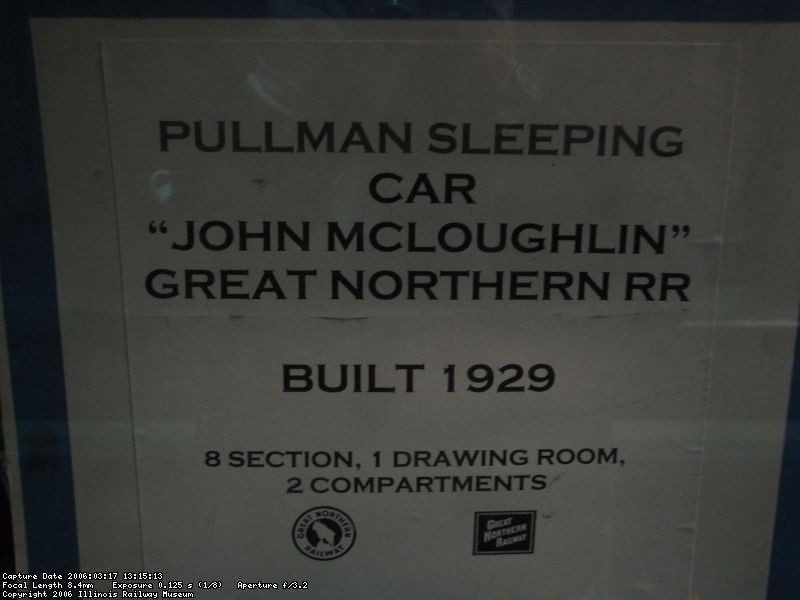 PULLMAN SLEEPING
CAR
“JOHN MCLOUGHLIN”
GREAT NORTHERN RR
BUILT 1929
8 SECTION, 1 DRAWING ROOM,
2 COMPARTMENTS
GREAT NORTHERN
RAILWAY
GREAT
NORTHERN
RAILWAY
Capture Date 2006:03:17 13:15:13
Focal Length 8.4mm Exposure 0.125 s (1/8) Aperture f/3.2
Copyright 2006 Illinois Railway Museum